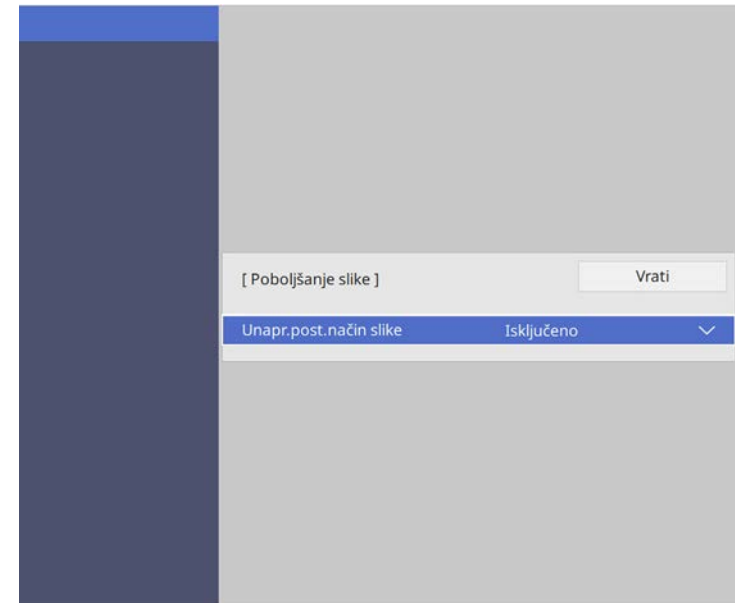 [ Poboljšanje slike ]
Vrati
Unapr.post.način slike
Isključeno